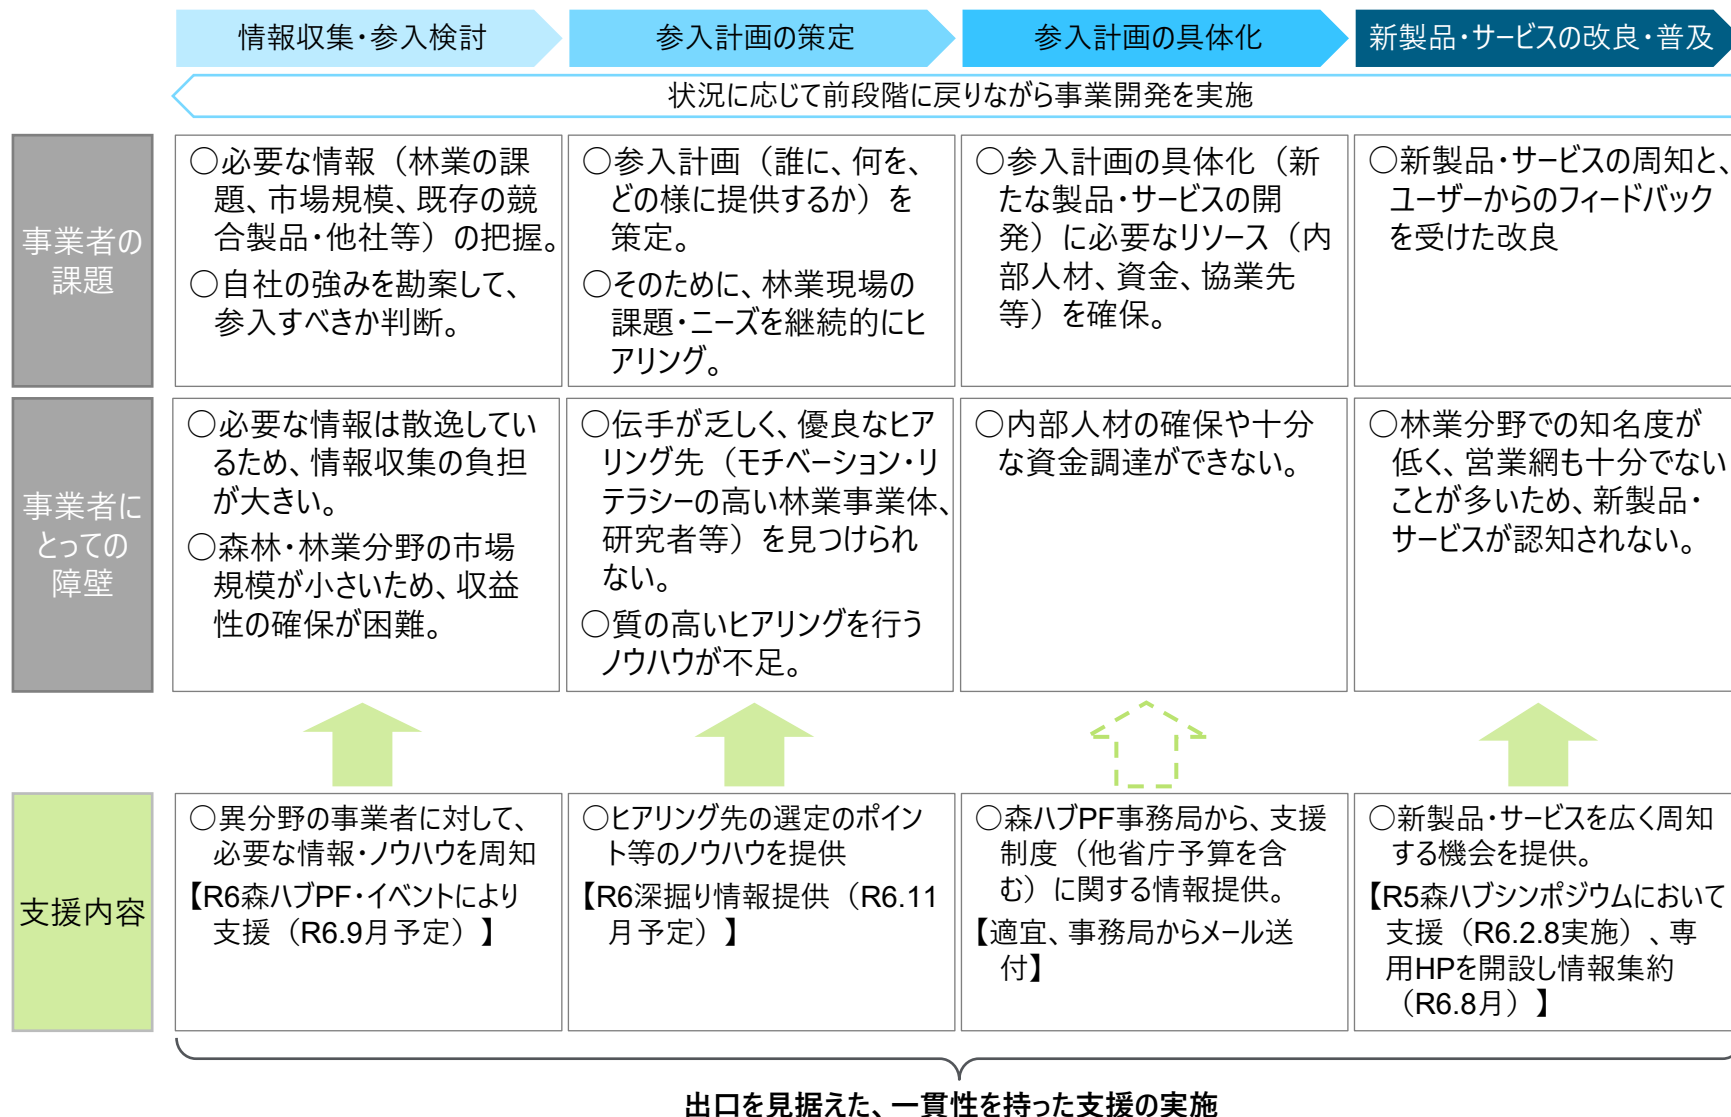 情報収集・参入検討
参入計画の策定
参入計画の具体化
新製品・サービスの改良・普及
状況に応じて前段階に戻りながら事業開発を実施
事業者の
課題
○必要な情報（林業の課
題、市場規模、既存の競
合製品・他社等）の把握。
○自社の強みを勘案して、
参入すべきか判断。
○参入計画（誰に、何を、
どの様に提供するか）を
策定。
○そのために、林業現場の
課題・ニーズを継続的にヒ
アリング。
○参入計画の具体化（新
たな製品・サービスの開
発）に必要なリソース（内
部人材、資金、協業先
等）を確保。
○新製品・サービスの周知と、
ユーザーからのフィードバック
を受けた改良
事業者に
とっての
障壁
○必要な情報は散逸してい
るため、情報収集の負担
が大きい。
○森林・林業分野の市場
規模が小さいため、収益
性の確保が困難。
○伝手が乏しく、優良なヒア
リング先（モチベーション・リ
テラシーの高い林業事業体、
研究者等）を見つけられ
ない。
○質の高いヒアリングを行う
ノウハウが不足。
○内部人材の確保や十分
な資金調達ができない。
○林業分野での知名度が
低く、営業網も十分でない
ことが多いため、新製品・
サービスが認知されない。
支援内容
○異分野の事業者に対して、
必要な情報・ノウハウを周知
【R6森ハブPF・イベントにより
支援（R6.9月予定）】
○ヒアリング先の選定のポイン
ト等のノウハウを提供
【R6深掘り情報提供（R6.11
月予定）】
○森ハブPF事務局から、支援
制度（他省庁予算を含
む）に関する情報提供。
【適宜、事務局からメール送
付】
○新製品・サービスを広く周知
する機会を提供。
【R5森ハブシンポジウムにおいて
支援（R6.2.8実施）、専
用HPを開設し情報集約
（R6.8月）】
出口を見据えた、一貫性を持った支援の実施